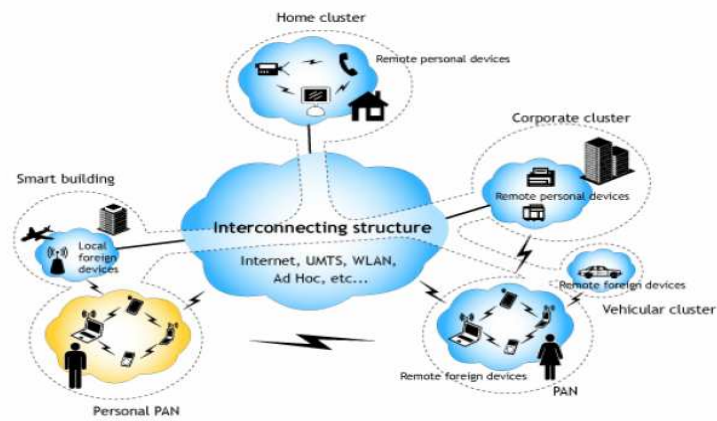 Home cluster
Remote personal devices
Corporate cluster
Remote personal devices
Smart building
Local
foreign
devices
Interconnecting structure
Internet, UMTS, WLAN,
Ad Hoc, etc...
Remote foreign devices
Vehicular cluster
Remote foreign devices
PAN
Personal PAN